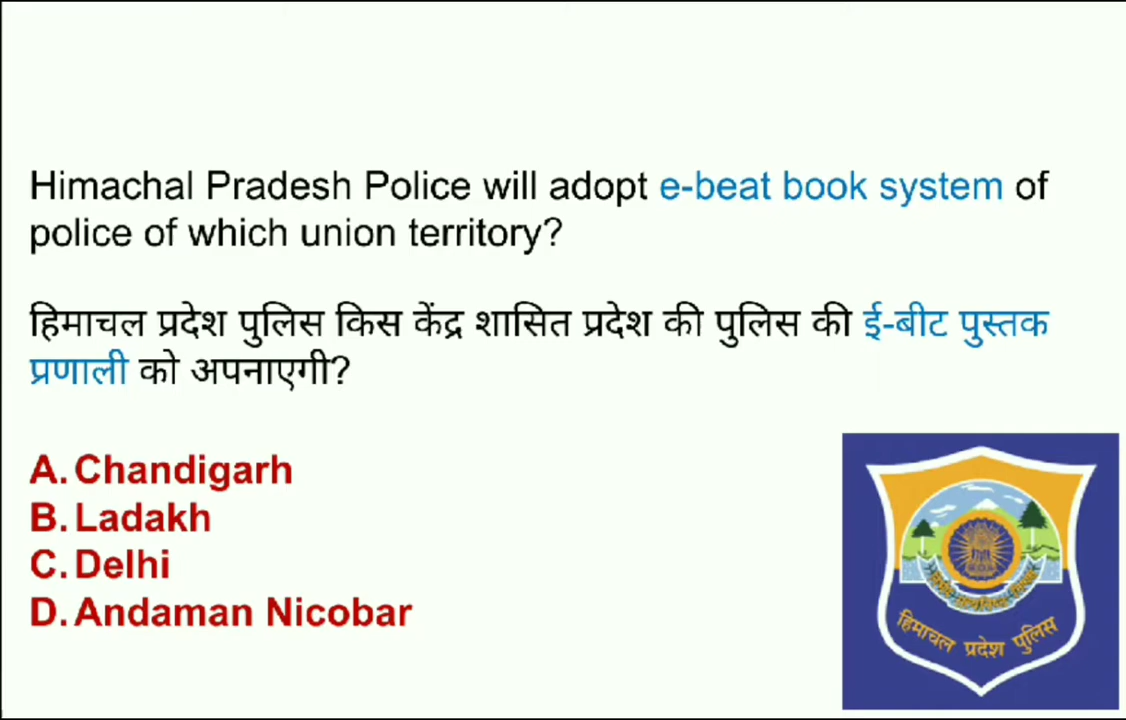 Himachal Pradesh Police will adopt e-beat book system of
police of which union territory?
हिमाचल प्रदेश पुलिस किस केंद्र शासित प्रदेश की पुलिस की ई-बीट पुस्तक
प्रणाली को अपनाएगी?
A. Chandigarh
B. Ladakh
C. Delhi
D. Andaman Nicobar
हिमाचल प्रदेश पुलिस